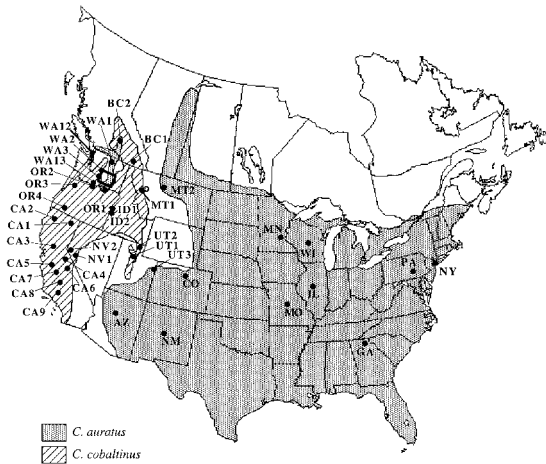 BC2
WA1
WA12
WA2
WA3
WA13
OR2
OR3
OR4
CA2
CA1
CA3
CA5
CA7
CA8
CA9
BC1
MT2
MT1
OR1
ID1
ID2
UT2
UT1
UT3
NV2
NV1
CA4
CA6
CO
AZ
NM
MN
WI
IL
MO
PA
NY
GA
C. auratus
C. cobaltinus